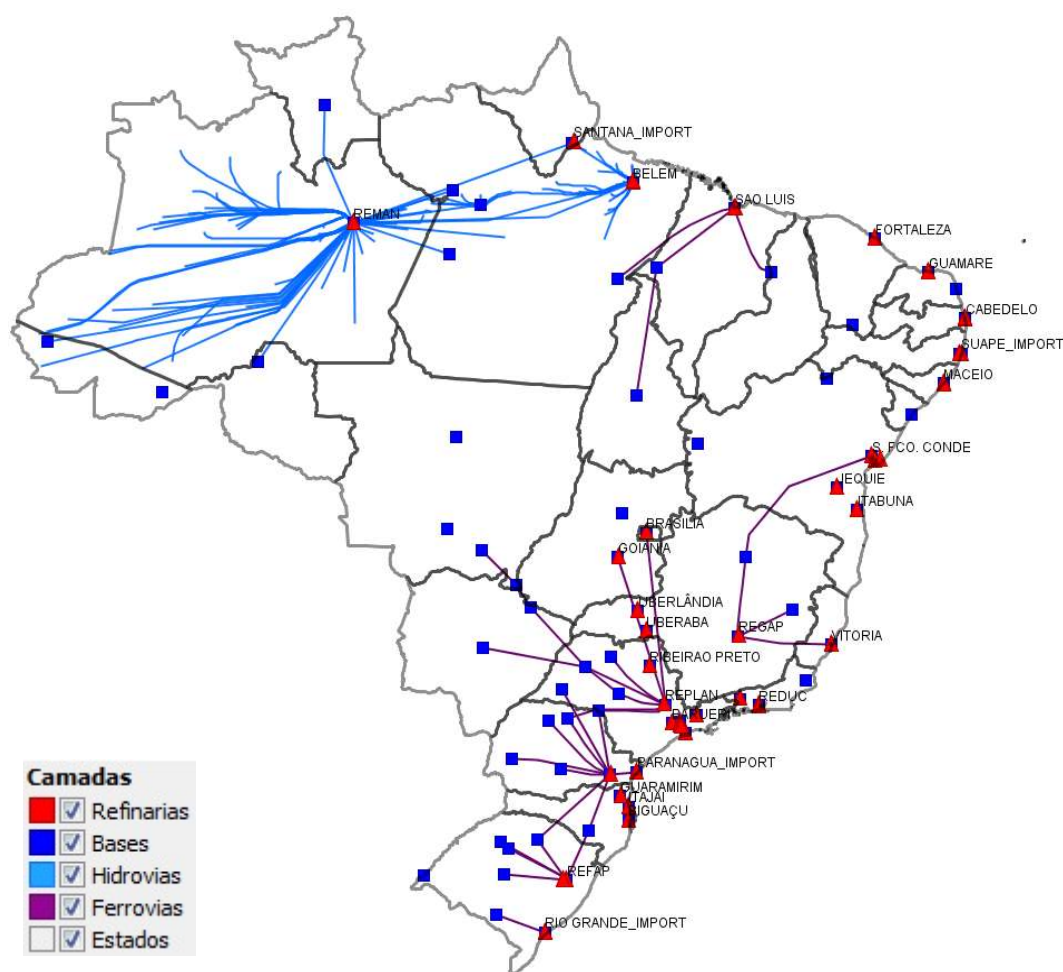 SANTANA_IMPORT
BELEM
SAO LUIS
REMAN
FORTALEZA
GUAMARE
CABEDELO
SUAPE_IMPORT
MACEIO
S. FCO. CONDE
JEQUIE
ITABUNA
BRASILIA
GOIANIA
UBERLÂNDIA
UBERABA
REGAP
VITORIA
RIBEIRAO PRETO
REPLAN
REDUC
BARUERI
PARANAGUA_IMPORT
GUARAMIRIM
ITAJAI
BIGUAÇU
REFAP
RIO GRANDE_IMPORT
Camadas
Refinarias
Bases
Hidrovias
Ferrovias
Estados